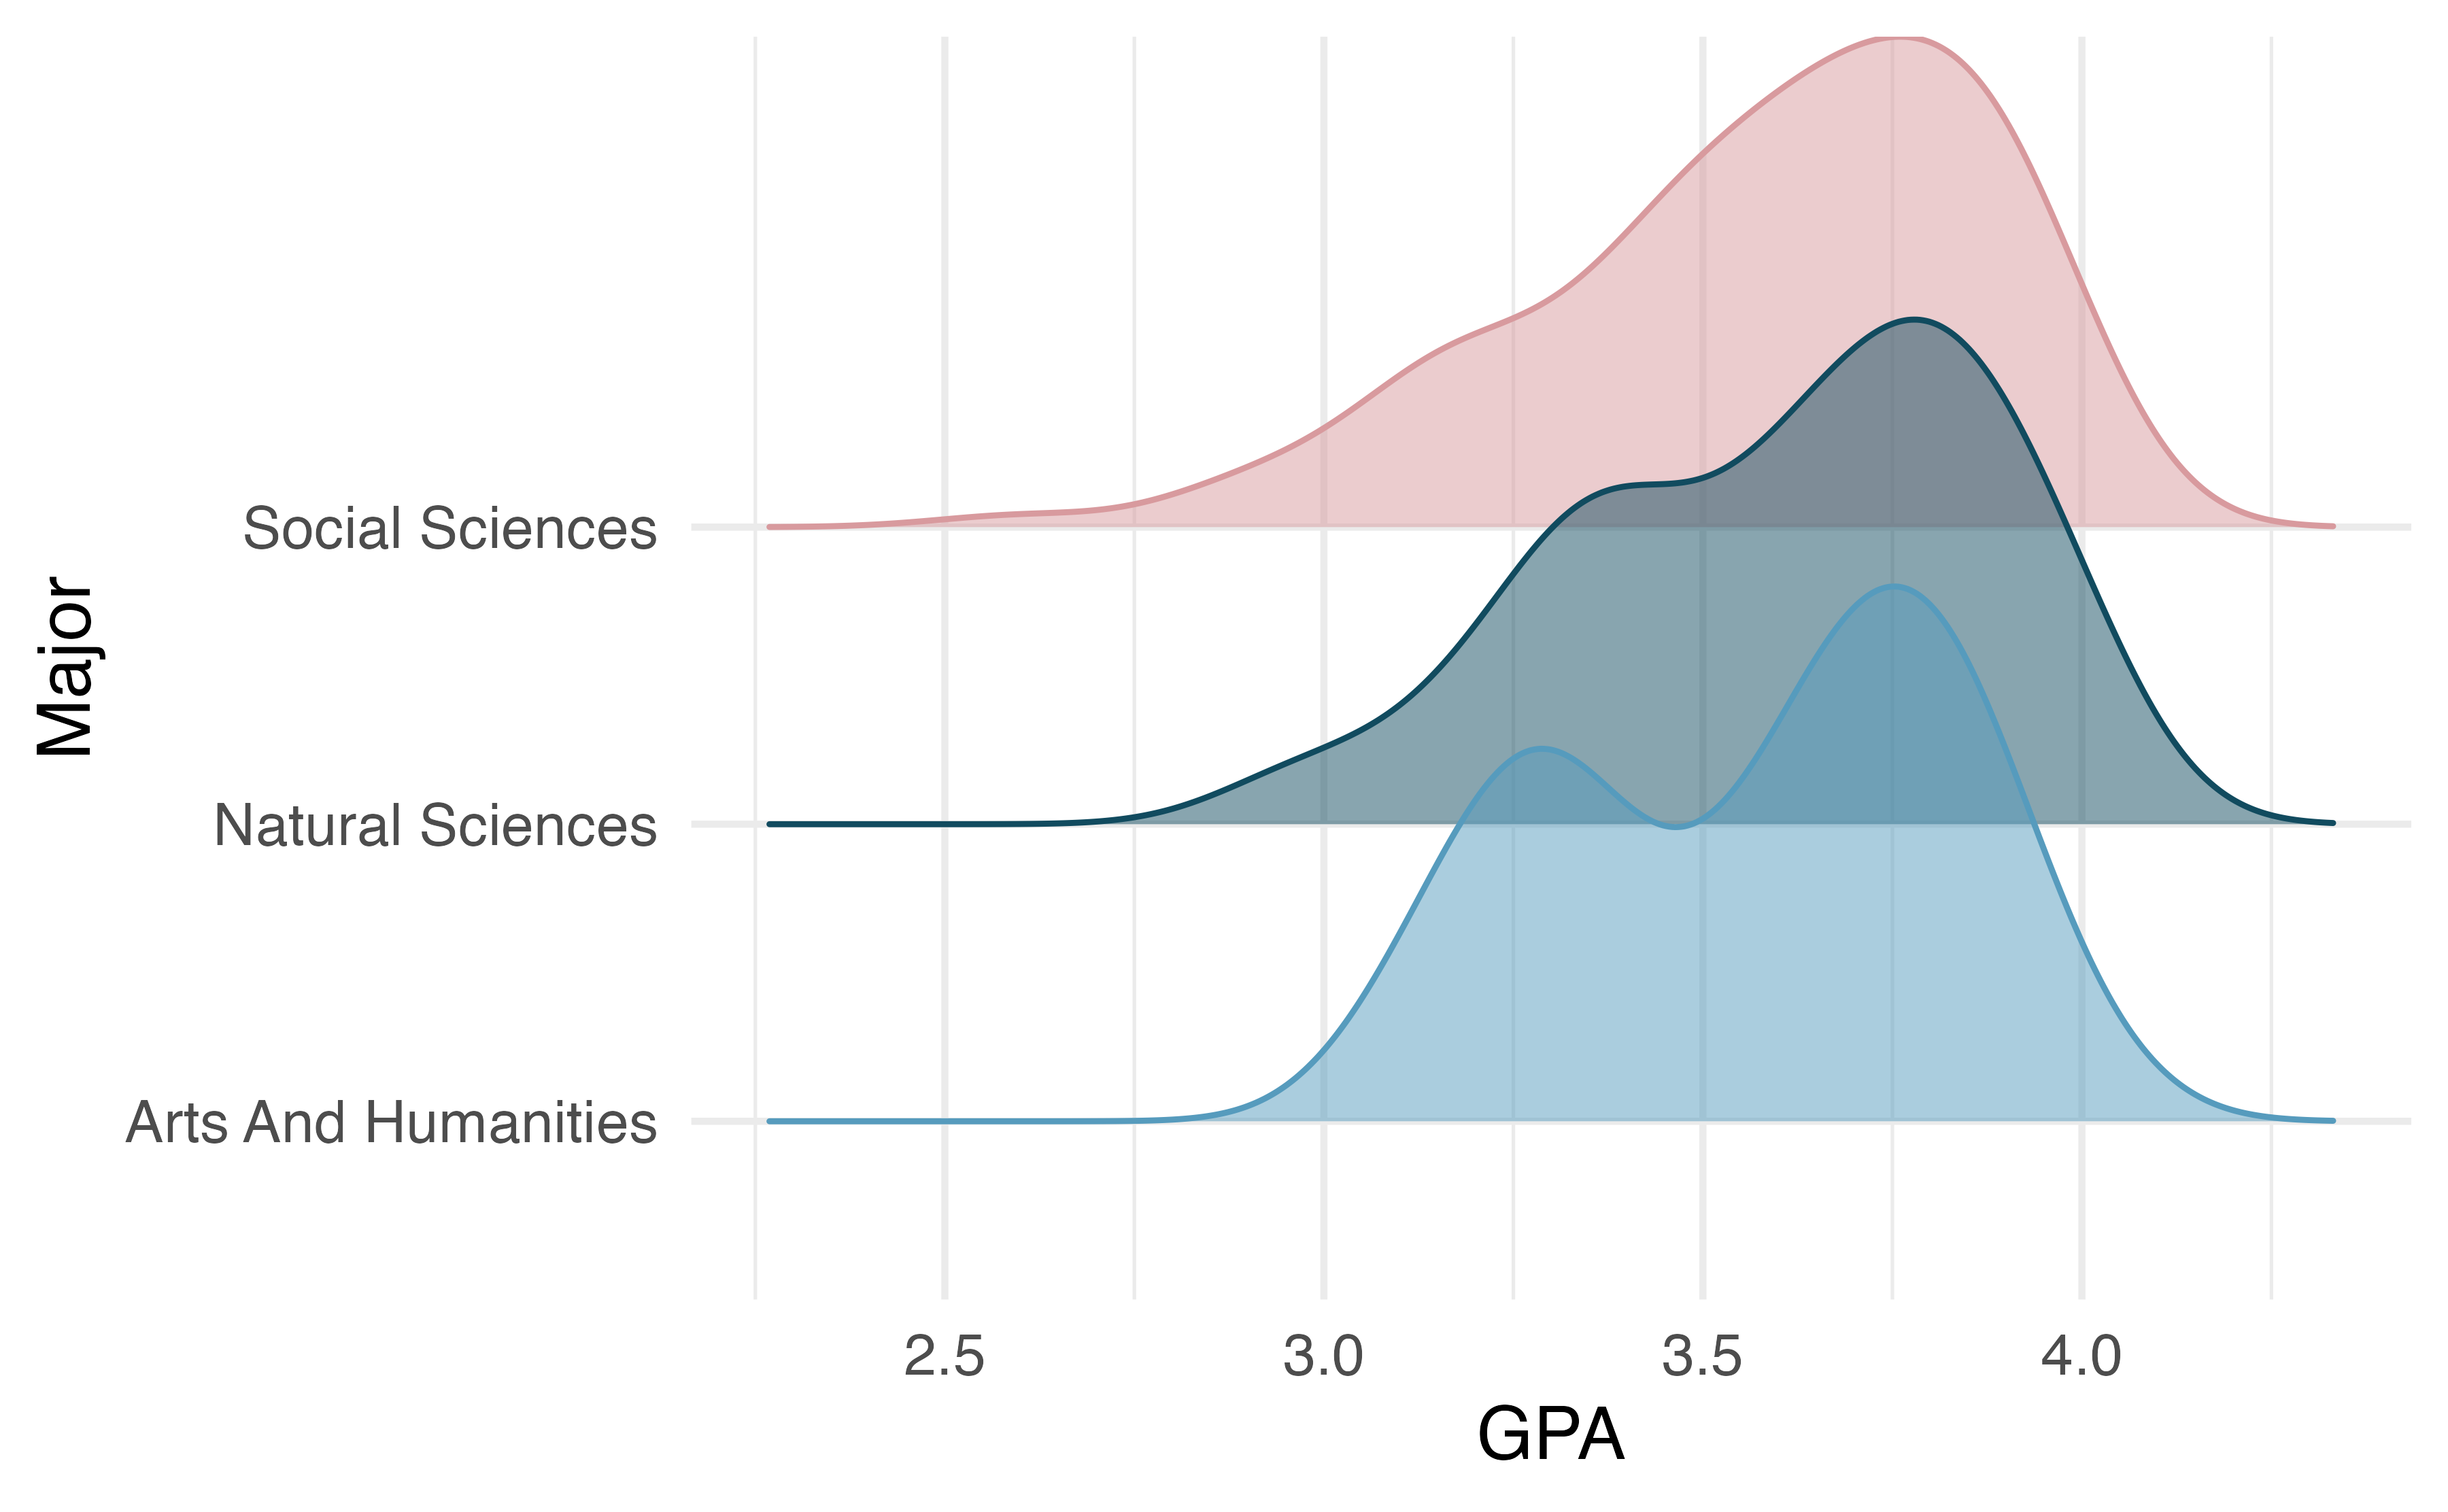 Major
Social Sciences
Natural Sciences
Arts And Humanities
2.5 3.0 3.5 4.0
GPA